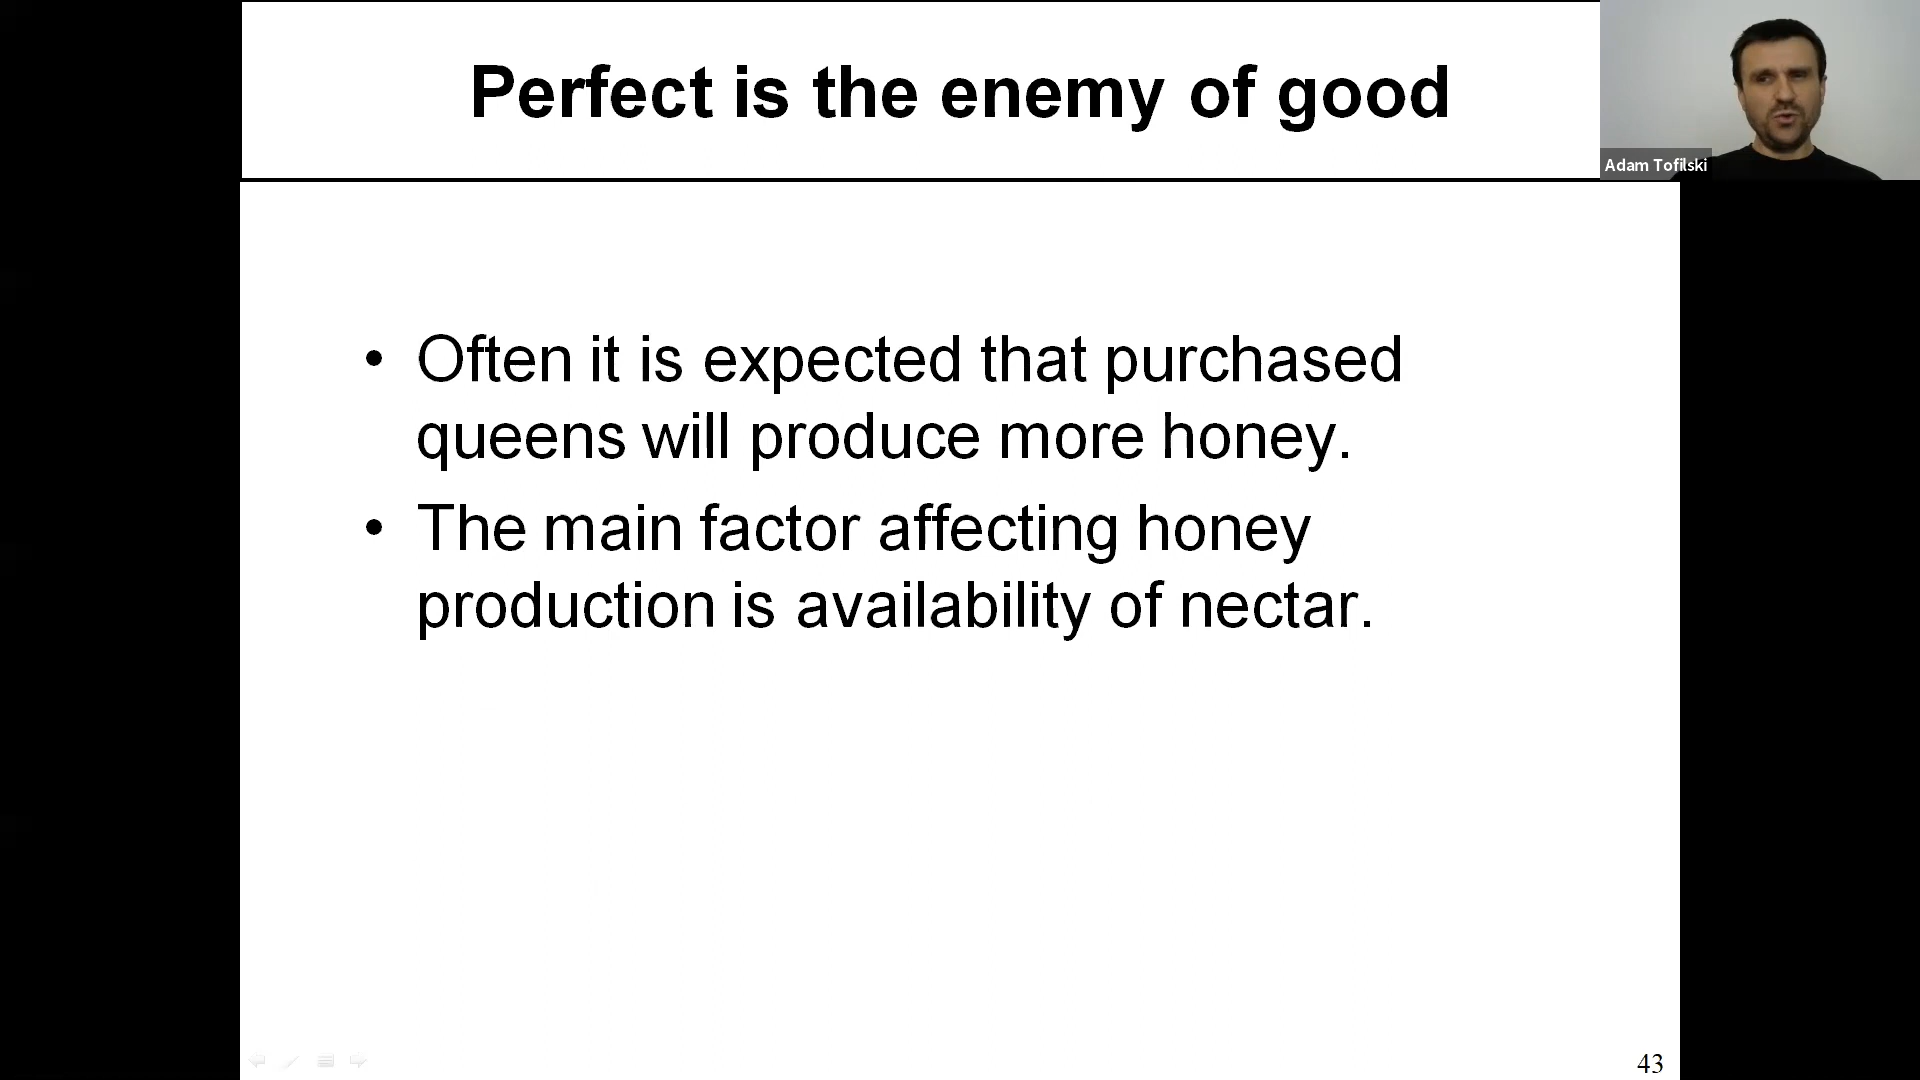 Perfect is the enemy of good
Adam Tofilski
• Often it is expected that purchased
queens will produce more honey.
• The main factor affecting honey
production is availability of nectar.
43